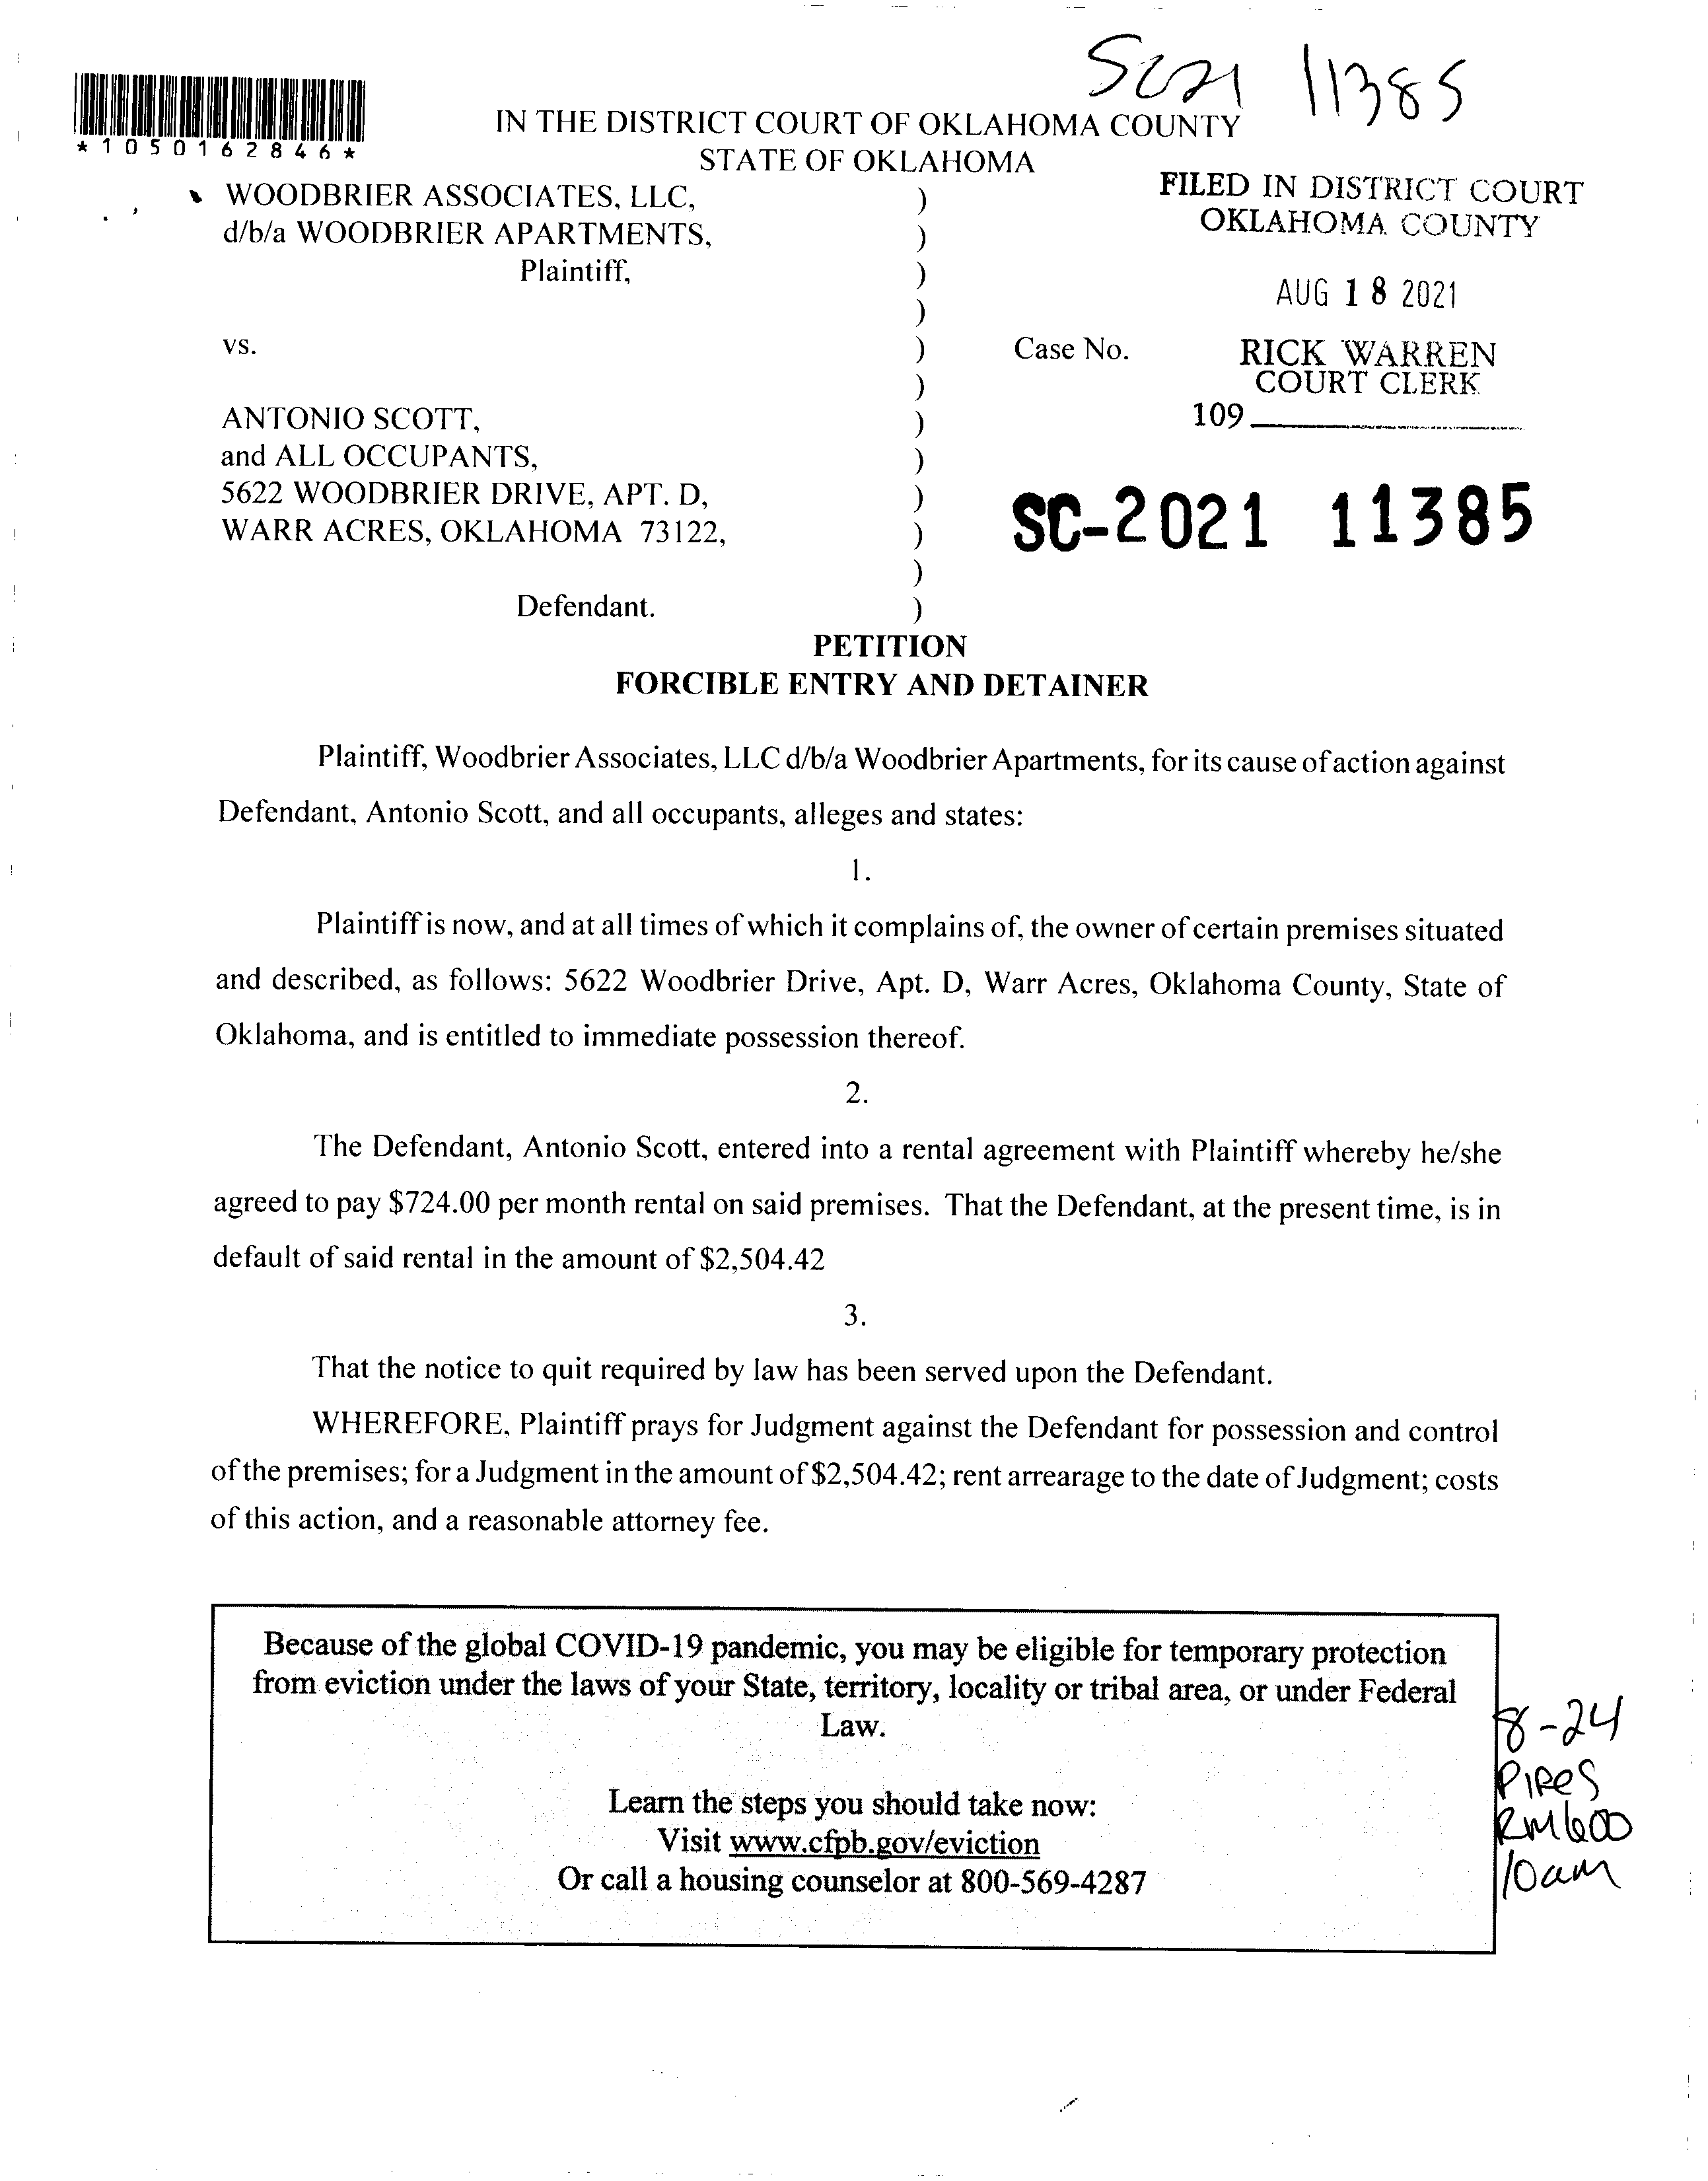 SC21 11385
*1050162846*
IN THE DISTRICT COURT OF OKLAHOMA COUNTY
STATE OF OKLAHOMA
WOODBRIER ASSOCIATES, LLC, )
d/b/a WOODBRIER APARTMENTS, )
Plaintiff, )
)
vs. )
)
ANTONIO SCOTT, )
and ALL OCCUPANTS, )
5622 WOODBRIER DRIVE, APT. D, )
WARR ACRES, OKLAHOMA 73122, )
)
Defendant. )
FILED IN DISTRICT COURT
OKLAHOMA COUNTY
AUG 18 2021
Case No.
RICK WARREN
COURT CLERK
109
SC-2021 11385
PETITION
FORCIBLE ENTRY AND DETAINER
Plaintiff, Woodbrier Associates, LLC d/b/a Woodbrier Apartments, for its cause of action against
Defendant, Antonio Scott, and all occupants, alleges and states:
1.
Plaintiff is now, and at all times of which it complains of, the owner of certain premises situated
and described, as follows: 5622 Woodbrier Drive, Apt. D, Warr Acres, Oklahoma County, State of
Oklahoma, and is entitled to immediate possession thereof.
2.
The Defendant, Antonio Scott, entered into a rental agreement with Plaintiff whereby he/she
agreed to pay $724.00 per month rental on said premises. That the Defendant, at the present time, is in
default of said rental in the amount of $2,504.42
3.
That the notice to quit required by law has been served upon the Defendant.
WHEREFORE, Plaintiff prays for Judgment against the Defendant for possession and control
of the premises; for a Judgment in the amount of $2,504.42; rent arrearage to the date of Judgment; costs
of this action, and a reasonable attorney fee.
Because of the global COVID-19 pandemic, you may be eligible for temporary protection
from eviction under the laws of your State, territory, locality or tribal area, or under Federal
Law.
Learn the steps you should take now:
Visit www.cfpb.gov/eviction
Or call a housing counselor at 800-569-4287
8-24
Pires
RM600
10am